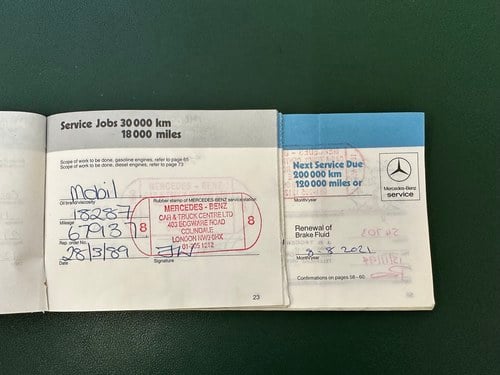 Service Jobs 30 000 km
18 000 miles
Scope of work to be done, gasoline engines, refer to page 65
Scope of work to be done, diesel engines, refer to page 73
Mobil
Oil brand/viscosity
18287
Mileage
679137
Rep. order No.
28/3/89
Date
Rubber stamp of MERCEDES-BENZ service station
8
MERCEDES - BENZ
CAR & TRUCK CENTRE LTD
403 EDGWARE ROAD
COLINDALE
LONDON NW9 0HX
8
Signature
23
Next Service Due
200 000 km
120 000 miles or
Month/year
Mercedes-Benz
service
Renewal of
Brake Fluid
8-8 2021
Month/year
Confirmations on pages 58-60.